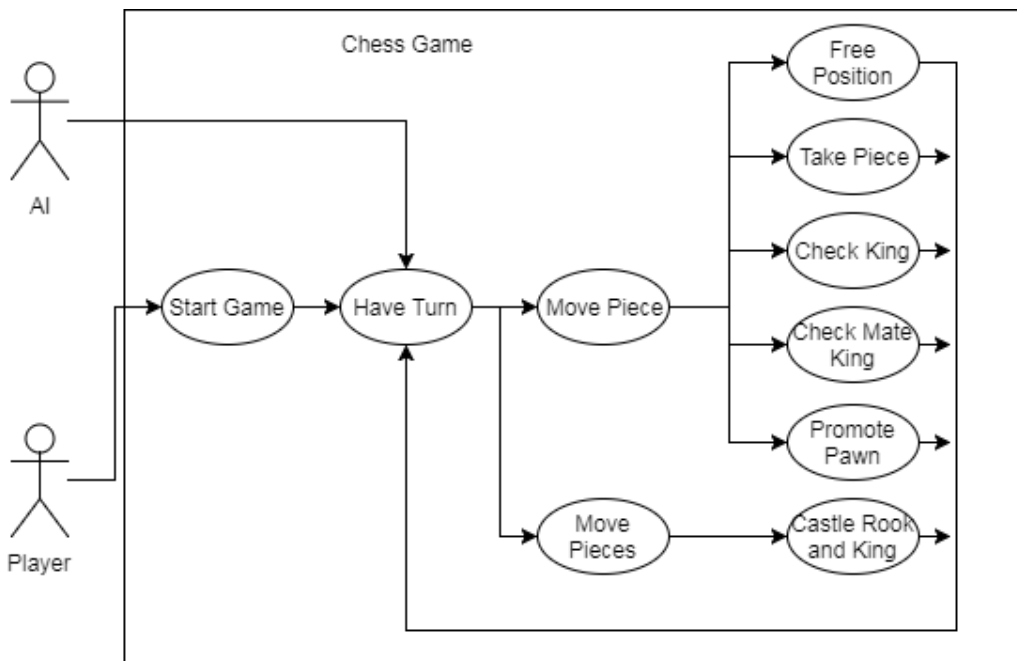 Chess Game
Free
Position
AI
Take Piece
Start Game
Have Turn
Move Piece
Check King
Check Mate
King
Player
Promote
Pawn
Move
Pieces
Castle Rook
and King